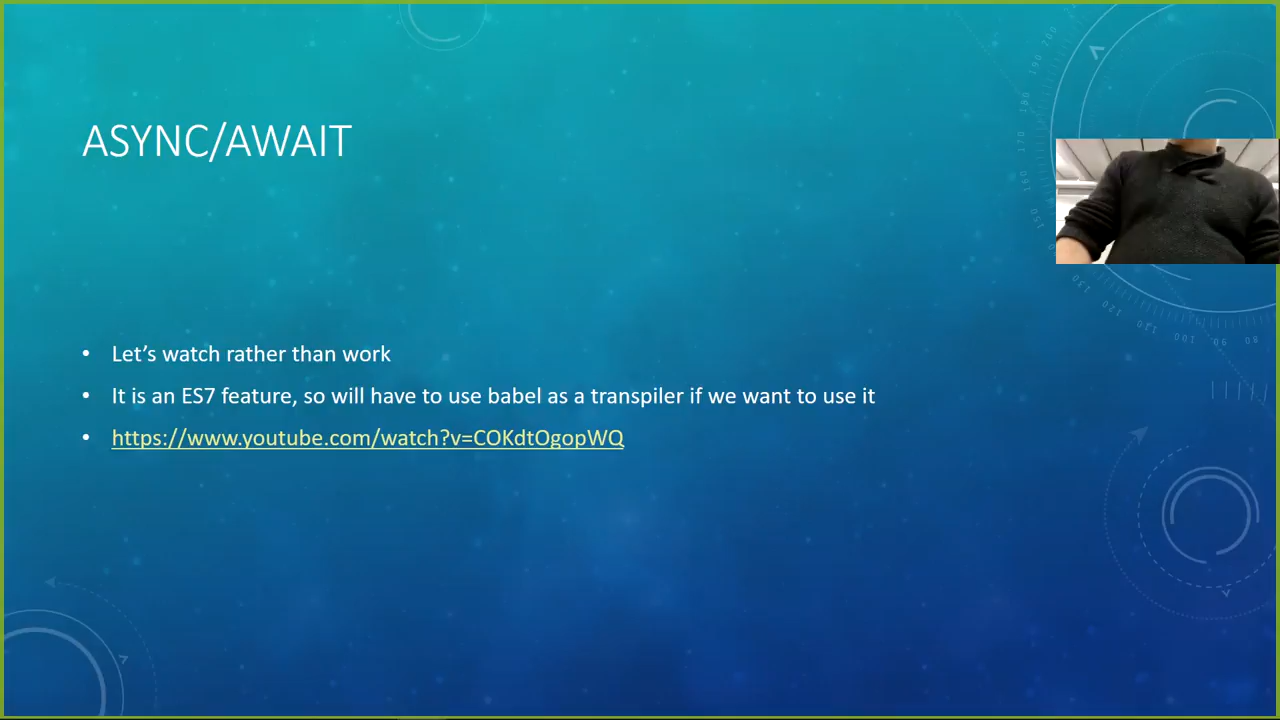 ASYNC/AWAIT
• Let's watch rather than work
• It is an ES7 feature, so will have to use babel as a transpiler if we want to use it
• https://www.youtube.com/watch?v=COKdtOgopWQ